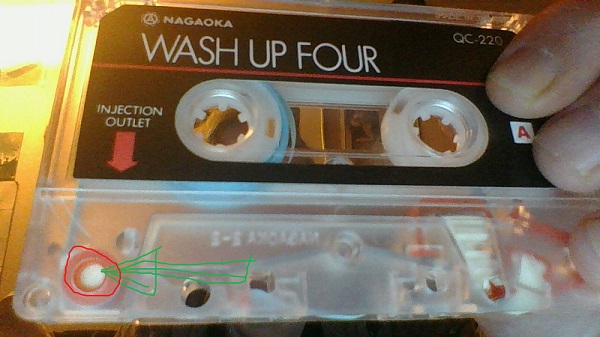 NAGAOKA
WASH UP FOUR
QC-220
INJECTION
OUTLET
A